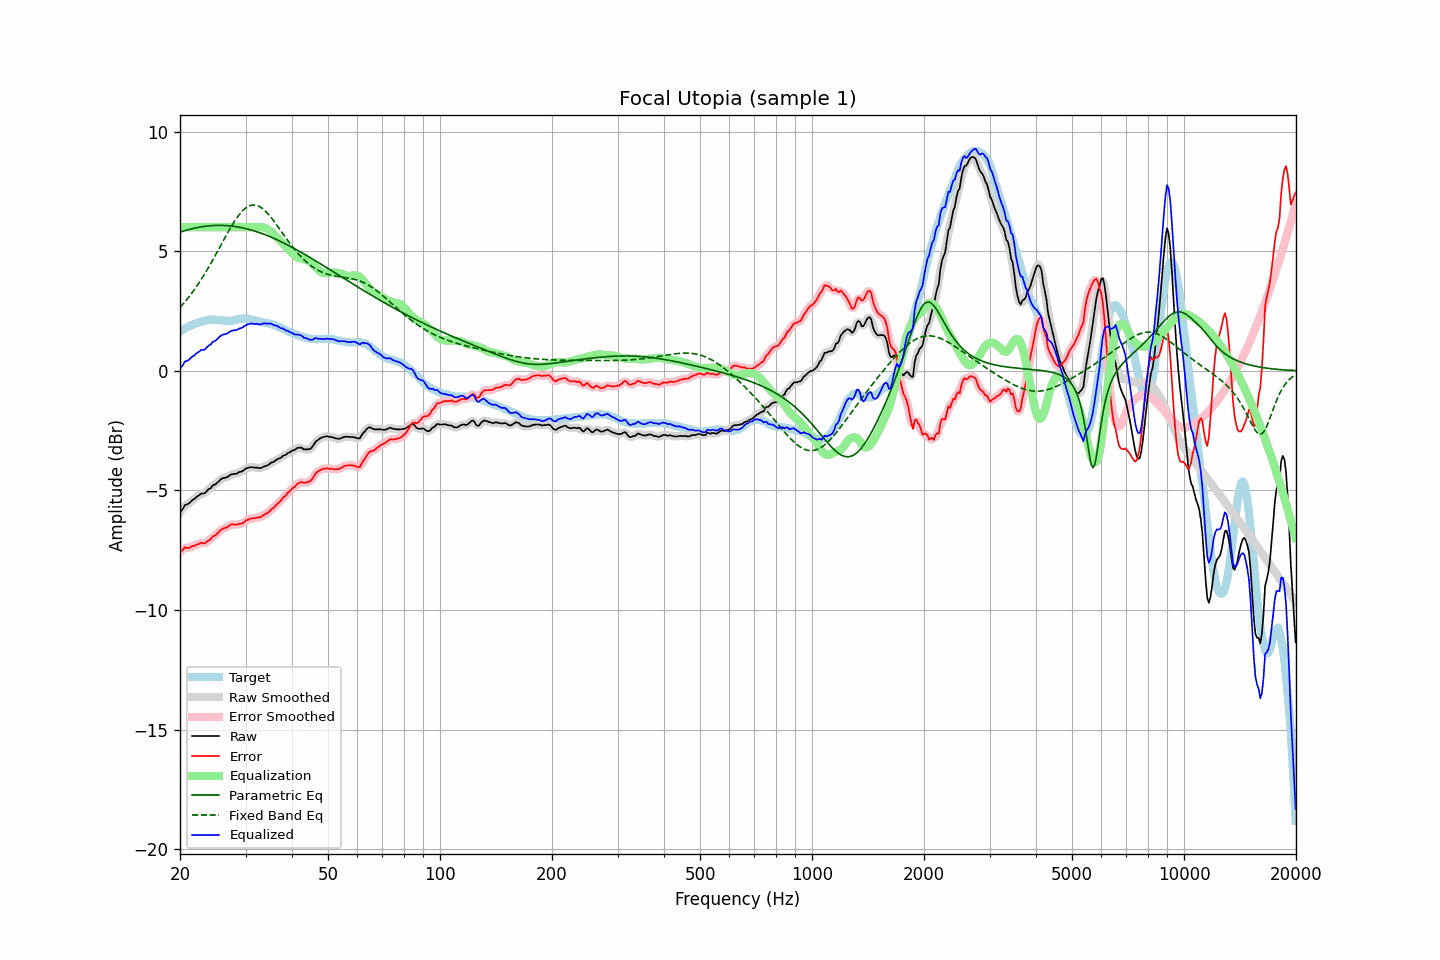 Focal Utopia (sample 1)
10
5
0
−5
−10
−15
−20
Amplitude (dBr)
Target
Raw Smoothed
Error Smoothed
Raw
Error
Equalization
Parametric Eq
Fixed Band Eq
Equalized
20 50 100 200 500 1000 2000 5000 10000 20000
Frequency (Hz)